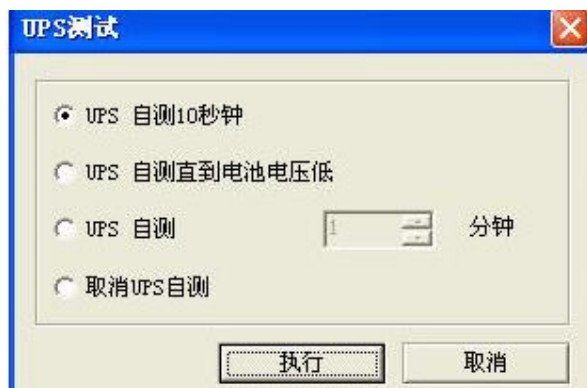 UPS测试
UPS 自测10秒钟
UPS 自测直到电池电压低
UPS 自测 1 分钟
取消UPS自测
执行 取消